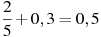 2/5 + 0,3 = 0,5